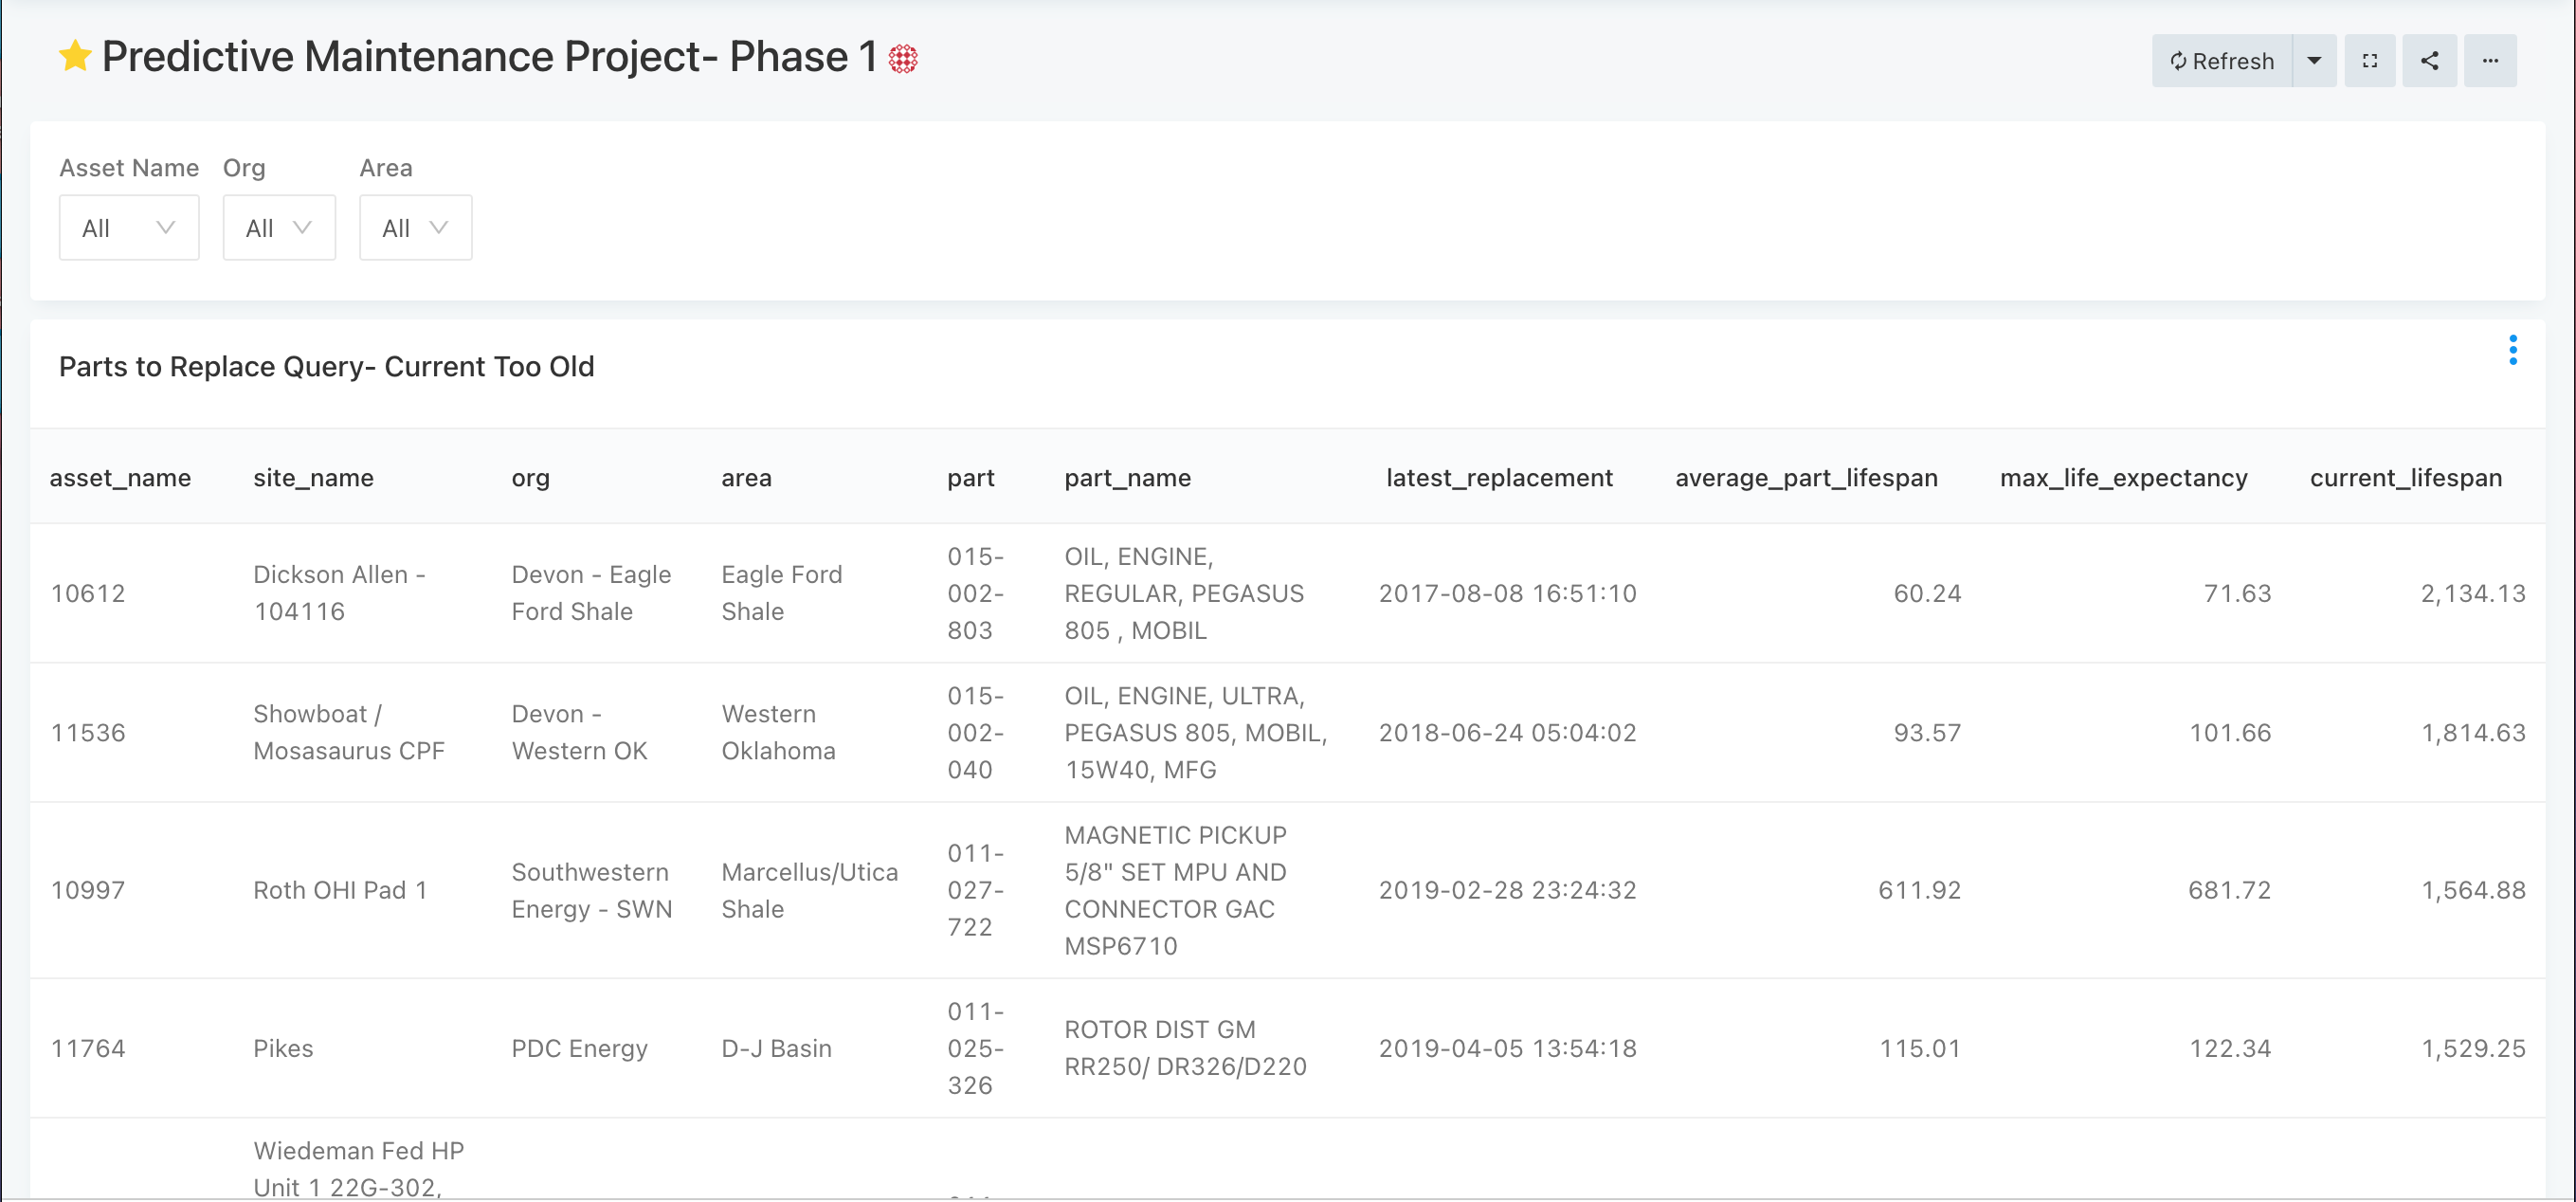 Predictive Maintenance Project- Phase 1
Refresh
Asset Name Org Area
All All All
Parts to Replace Query- Current Too Old
asset_name site_name org area part part_name latest_replacement average_part_lifespan max_life_expectancy current_lifespan
10612
Dickson Allen -
104116
Devon - Eagle
Ford Shale
Eagle Ford
Shale
015-
002-
803
OIL, ENGINE,
REGULAR, PEGASUS
805 , MOBIL
2017-08-08 16:51:10
60.24
71.63
2,134.13
11536
Showboat /
Mosasaurus CPF
Devon -
Western OK
Western
Oklahoma
015-
002-
040
OIL, ENGINE, ULTRA,
PEGASUS 805, MOBIL,
15W40, MFG
2018-06-24 05:04:02
93.57
101.66
1,814.63
10997
Roth OHI Pad 1
Southwestern
Energy - SWN
Marcellus/Utica
Shale
011-
027-
722
MAGNETIC PICKUP
5/8" SET MPU AND
CONNECTOR GAC
MSP6710
2019-02-28 23:24:32
611.92
681.72
1,564.88
11764
Pikes
PDC Energy
D-J Basin
011-
025-
326
ROTOR DIST GM
RR250/ DR326/D220
2019-04-05 13:54:18
115.01
122.34
1,529.25
Wiedeman Fed HP
Unit 1 22G-302,